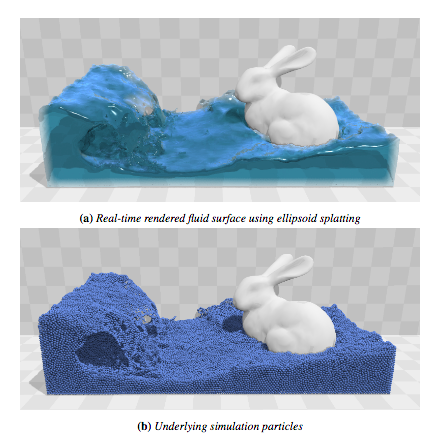 (a) Real-time rendered fluid surface using ellipsoid splatting
(b) Underlying simulation particles